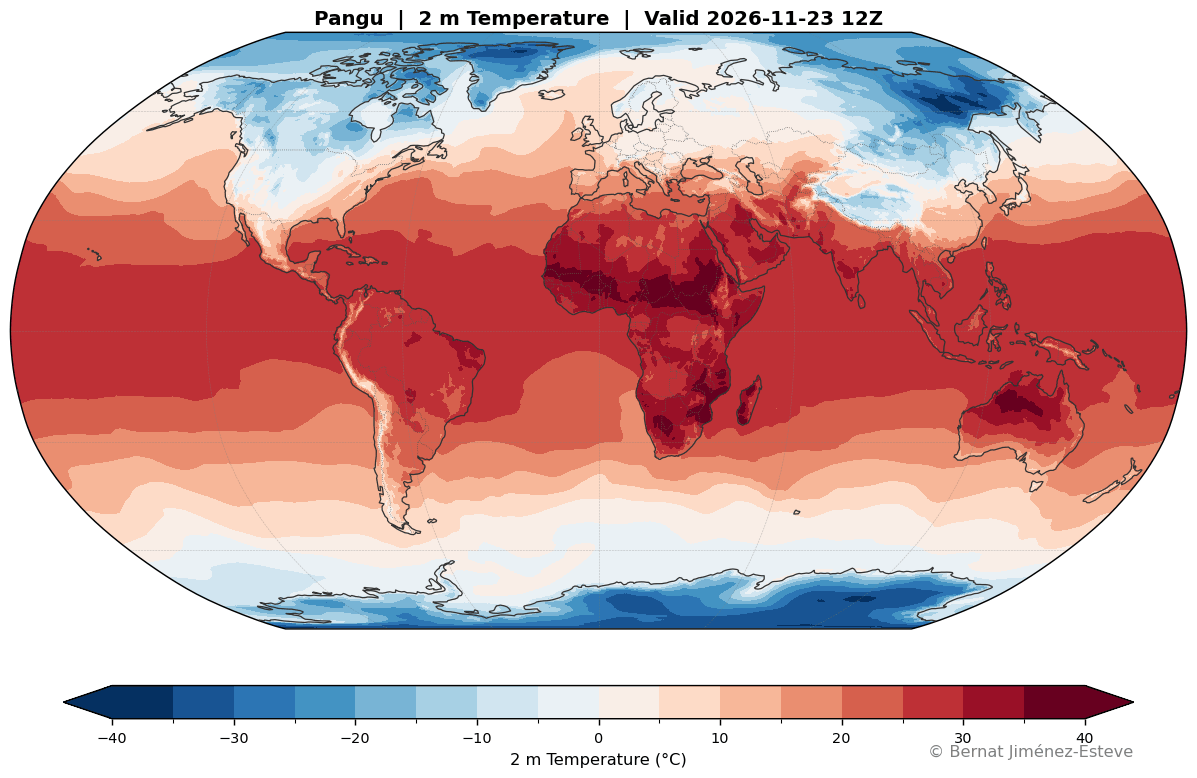 Pangu | 2 m Temperature | Valid 2026-11-23 12Z
−40 −30 −20 −10 0 10 20 30 40
2 m Temperature (°C)
© Bernat Jiménez-Esteve